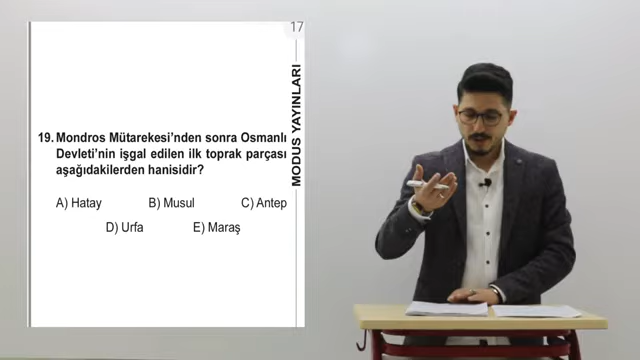 17
19. Mondros Mütarekesi'nden sonra Osmanlı
Devleti'nin işgal edilen ilk toprak parçası
aşağıdakilerden hanisidir?
A) Hatay B) Musul C) Antep
D) Urfa E) Maraş
MODUS YAYINLARI